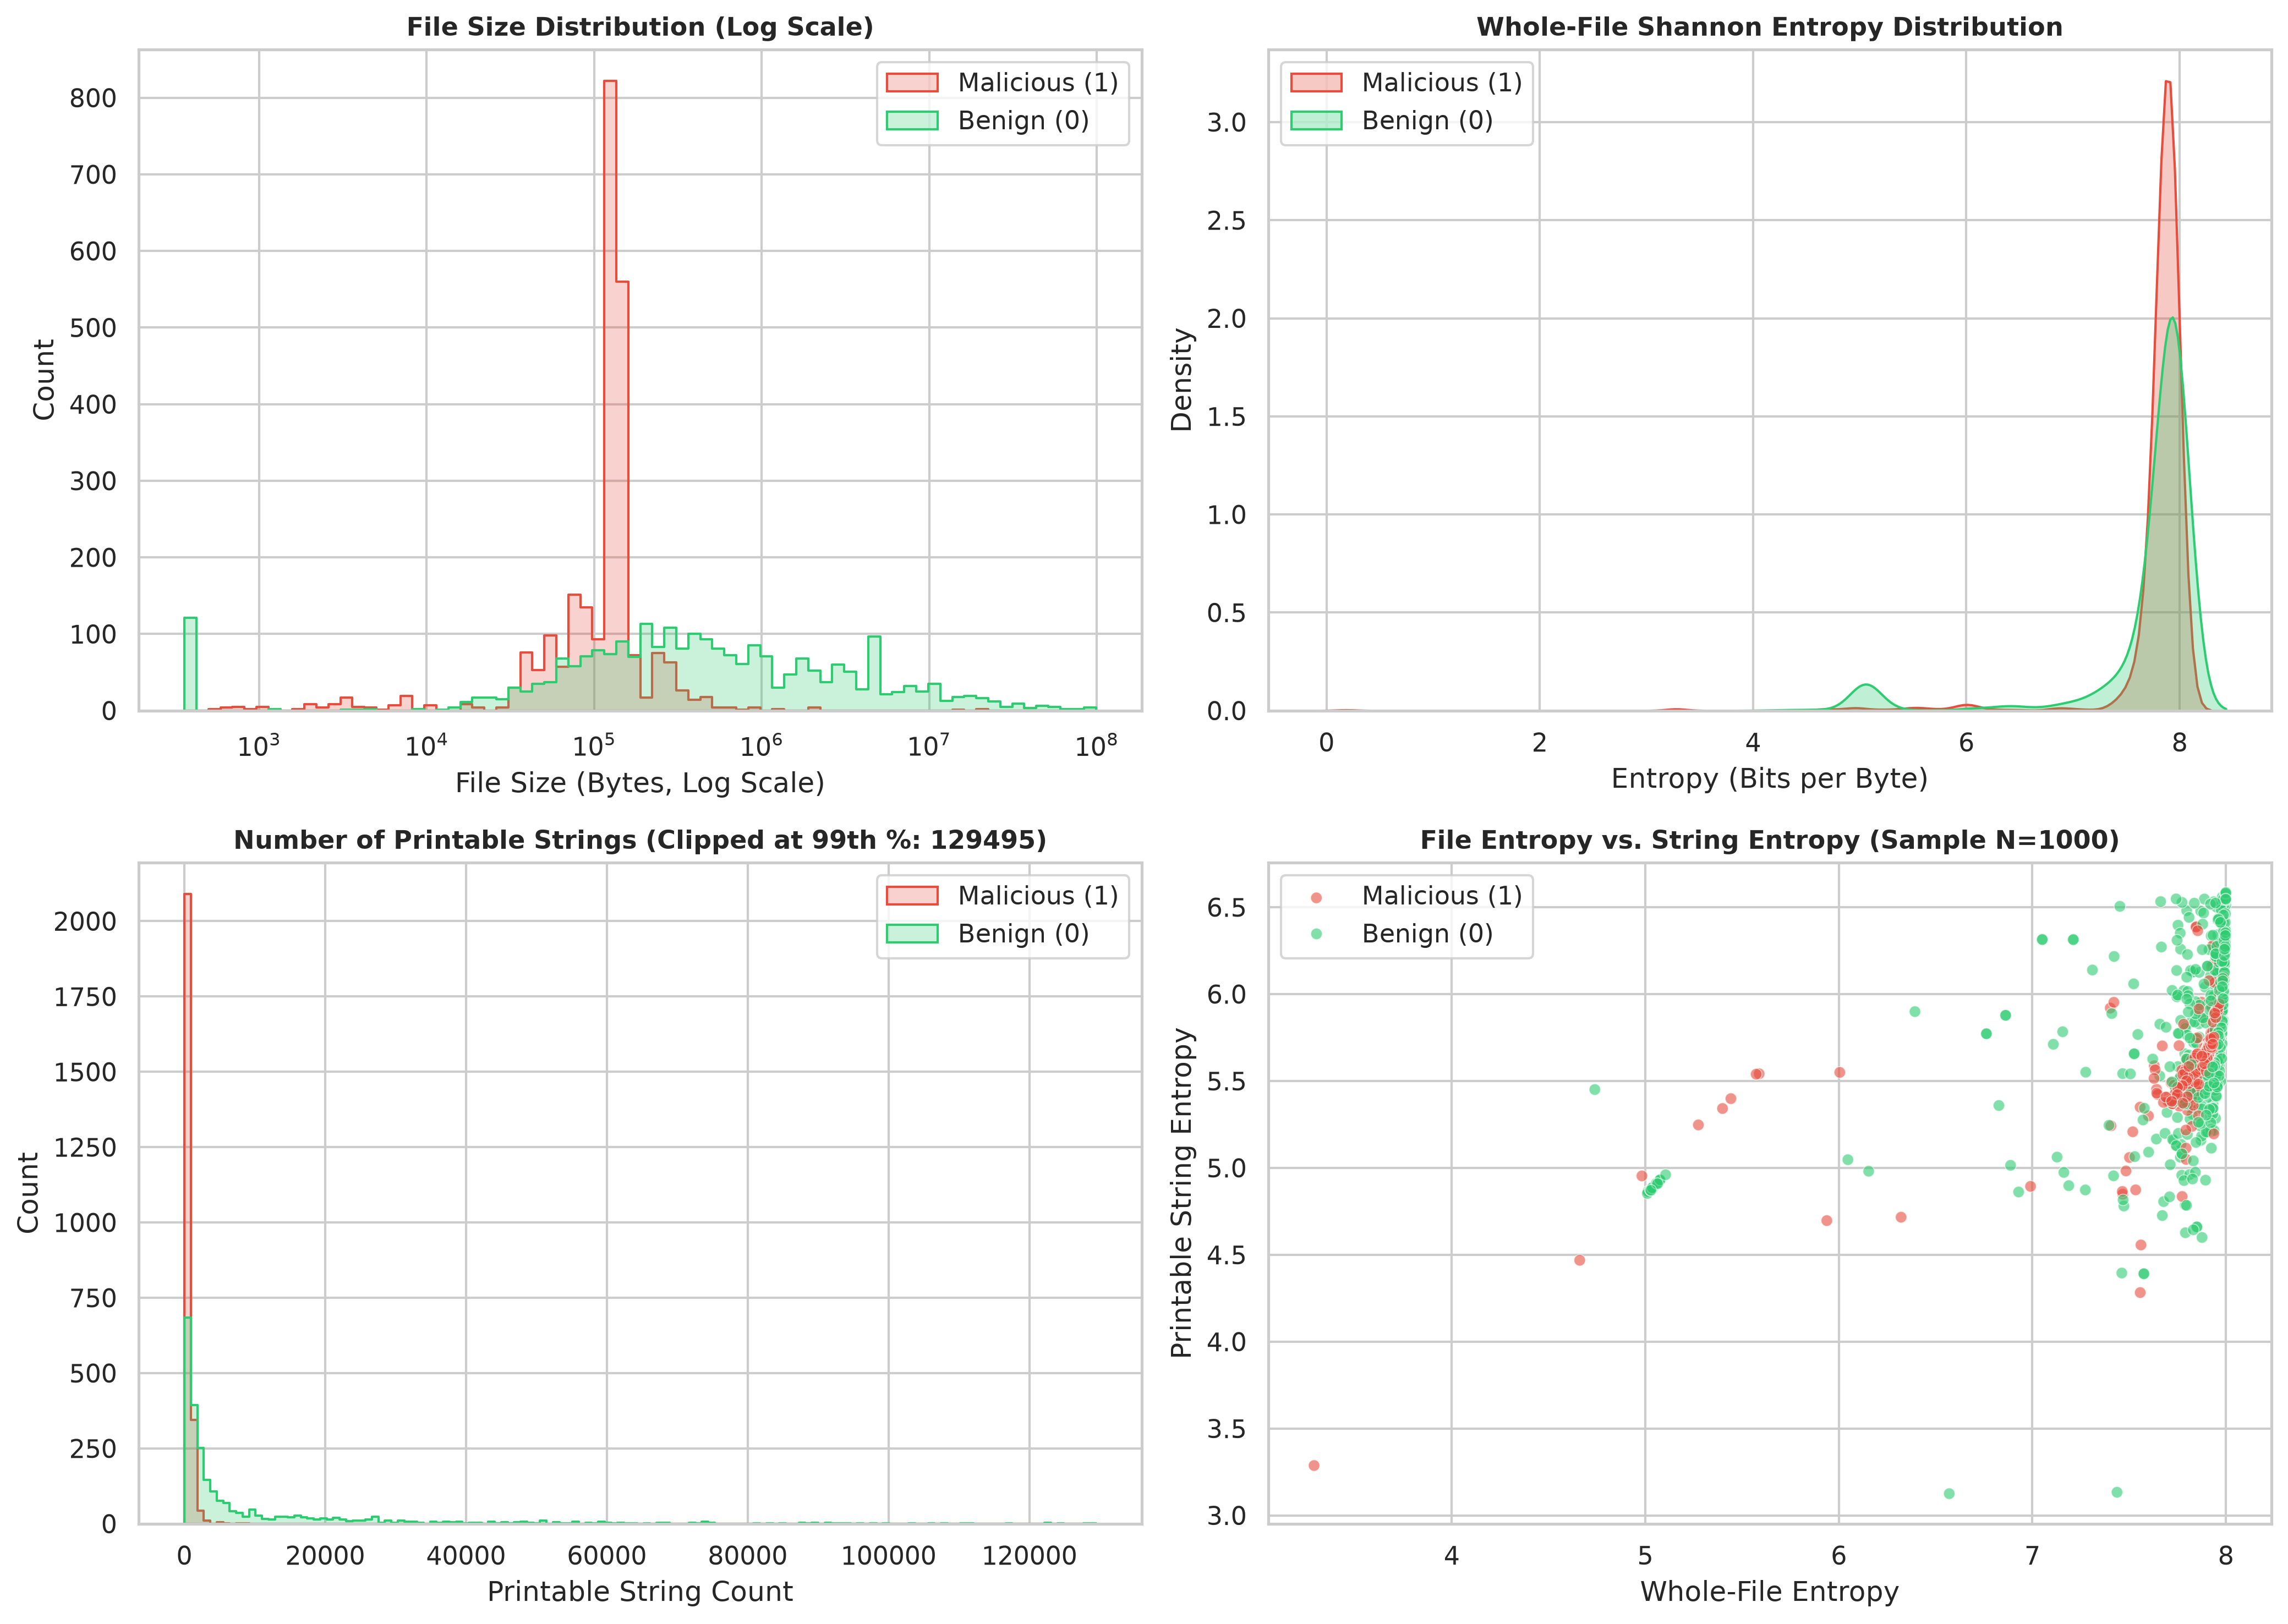 File Size Distribution (Log Scale)
Malicious (1)
Benign (0)
800
700
600
500
400
300
200
100
0
Count
10³
10⁴
10⁵
10⁶
10⁷
10⁸
File Size (Bytes, Log Scale)
Whole-File Shannon Entropy Distribution
Malicious (1)
Benign (0)
3.0
2.5
2.0
1.5
1.0
0.5
0.0
Density
0
2
4
6
8
Entropy (Bits per Byte)
Number of Printable Strings (Clipped at 99th %: 129495)
Malicious (1)
Benign (0)
2000
1750
1500
1250
1000
750
500
250
0
Count
0
20000
40000
60000
80000
100000
120000
Printable String Count
File Entropy vs. String Entropy (Sample N=1000)
Malicious (1)
Benign (0)
6.5
6.0
5.5
5.0
4.5
4.0
3.5
3.0
Printable String Entropy
4
5
6
7
8
Whole-File Entropy